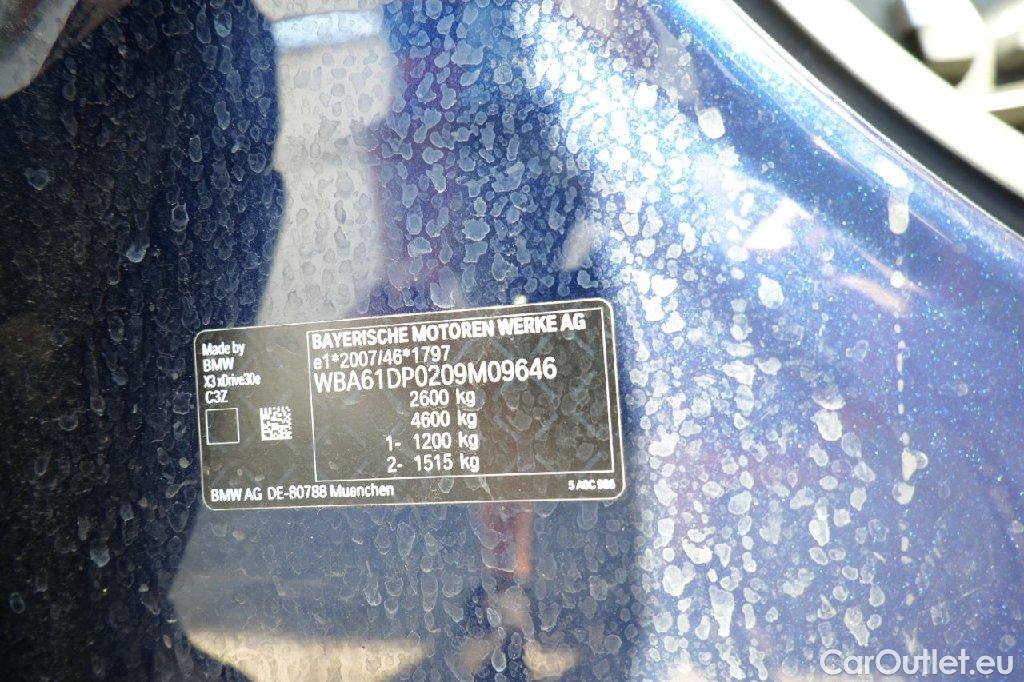 Made by
BMW
X3 xDrive30e
C3Z
BAYERISCHE MOTOREN WERKE AG
e1*2007/46*1797
WBA61DP0209M09646
2600 kg
4600 kg
1- 1200 kg
2- 1515 kg
BMW AG DE-80788 Muenchen
CarOutlet.eu